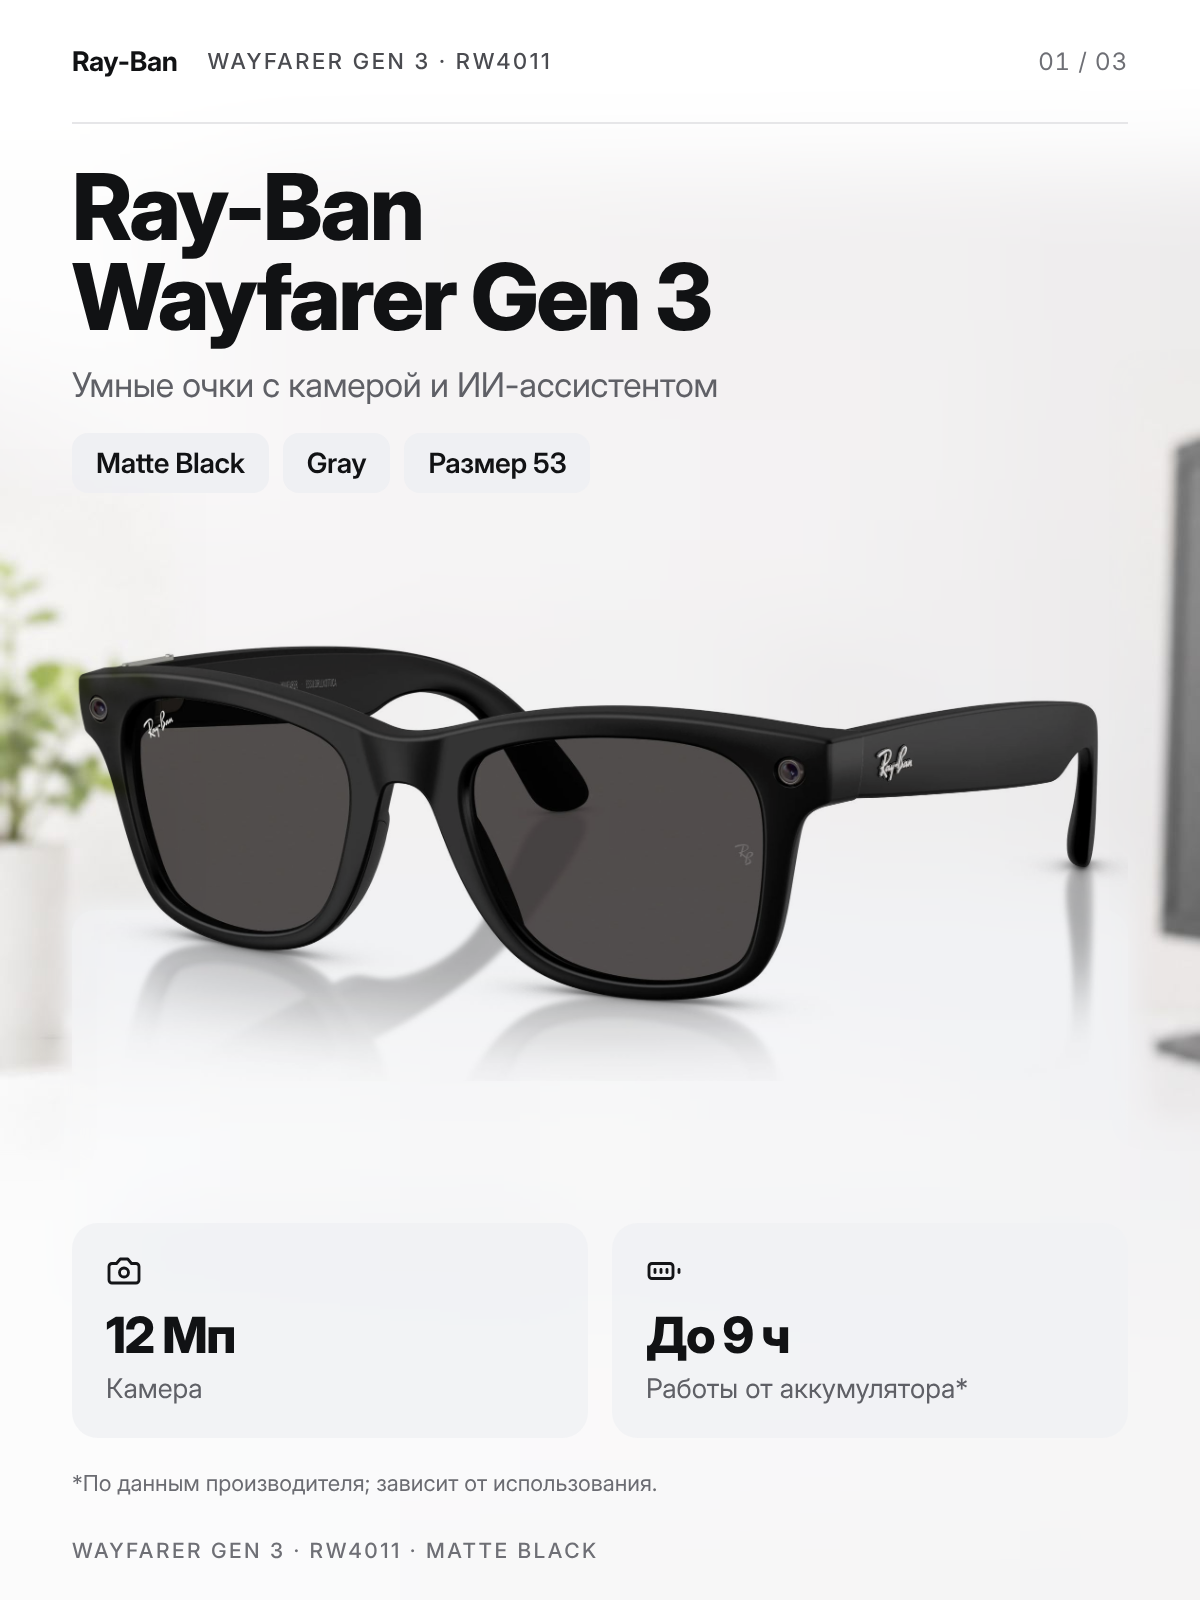 Ray-Ban WAYFARER GEN 3 · RW4011 01 / 03
Ray-Ban
Wayfarer Gen 3
Умные очки с камерой и ИИ-ассистентом
Matte Black Gray Размер 53
Ray-Ban
Ray-Ban
RB
12 Мп
Камера
До 9 ч
Работы от аккумулятора*
*По данным производителя; зависит от использования.
WAYFARER GEN 3 · RW4011 · MATTE BLACK